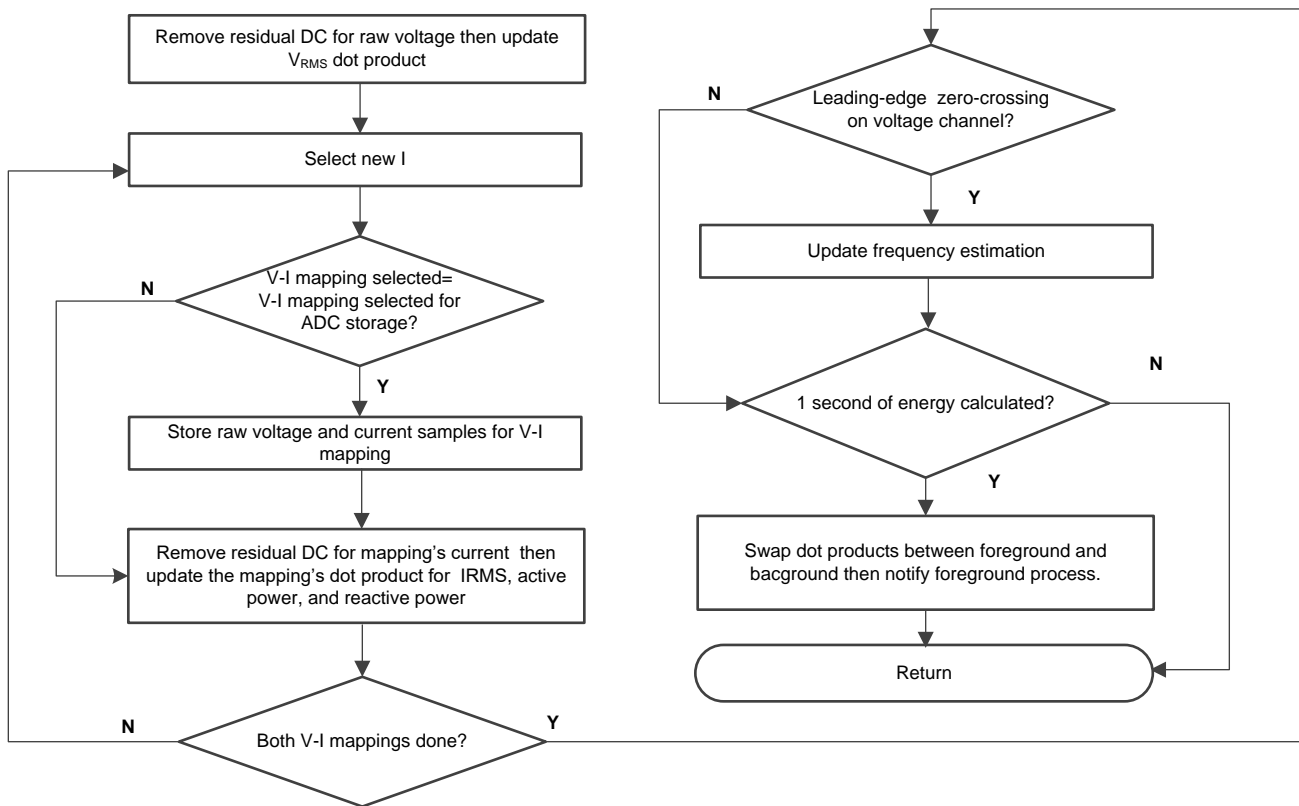 Remove residual DC for raw voltage then update
VRMS dot product
Select new I
V-I mapping selected=
V-I mapping selected for
ADC storage?
N
Y
Store raw voltage and current samples for V-I
mapping
Remove residual DC for mapping's current then
update the mapping's dot product for IRMS, active
power, and reactive power
Both V-I mappings done?
N
Y
Leading-edge zero-crossing
on voltage channel?
N
Y
Update frequency estimation
1 second of energy calculated?
N
Y
Swap dot products between foreground and
bacground then notify foreground process.
Return